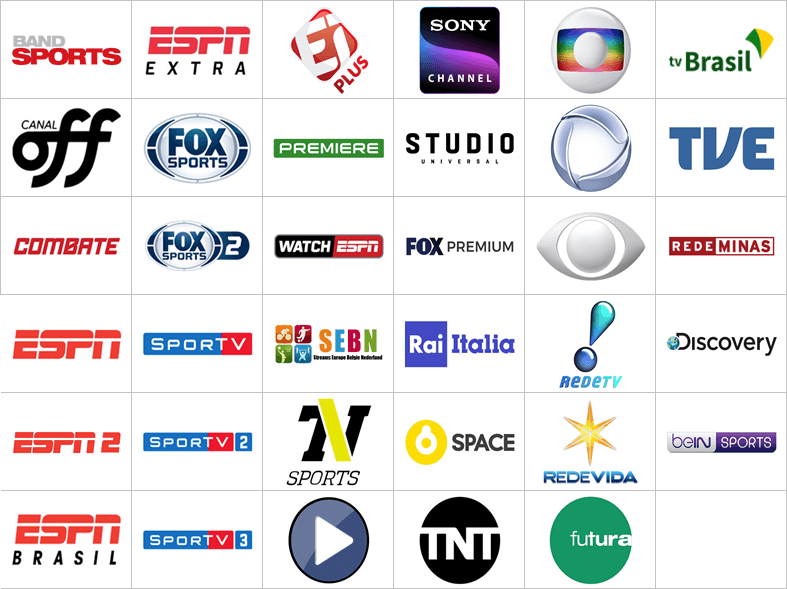 BAND
SPORTS
ESPN
EXTRA
EI
PLUS
SONY
CHANNEL
tv Brasil
CANAL
off
FOX
SPORTS
PREMIERE
STUDIO
UNIVERSAL
TVE
COMBATE
FOX
SPORTS 2
WATCH ESPN
FOX PREMIUM
REDE MINAS
ESPN
SPORTV
SEBN
Streams Europe Belgie Nederland
Rai Italia
REDETV
Discovery
ESPN 2
SPORTV 2
TN
SPORTS
SPACE
REDEVIDA
beIN SPORTS
ESPN
BRASIL
SPORTV 3
TNT
futura